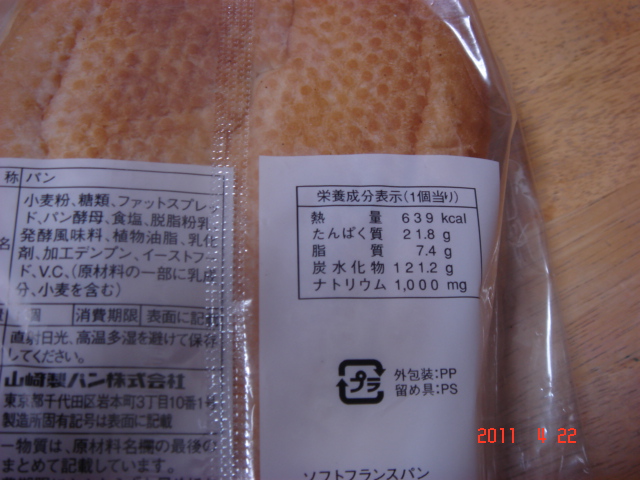 称 パン
小麦粉、糖類、ファットスプレッ
ド、パン酵母、食塩、脱脂粉乳
名 発酵風味料、植物油脂、乳化
剤、加工デンプン、イーストフー
ド、V.C、(原材料の一部に乳成
分、小麦を含む)
個 消費期限 表面に記載
直射日光、高温多湿を避けて保存
してください。
山崎製パン株式会社
東京都千代田区岩本町3丁目10番1号
製造所固有記号は表面に記載
ー物質は、原材料名欄の最後の
まとめて記載しています。
栄養成分表示(1個当り)
熱量 639 kcal
たんぱく質 21.8 g
脂質 7.4 g
炭水化物 121.2 g
ナトリウム 1,000 mg
プラ
外包装:PP
留め具:PS
ソフトフランスパン
2011 4 22